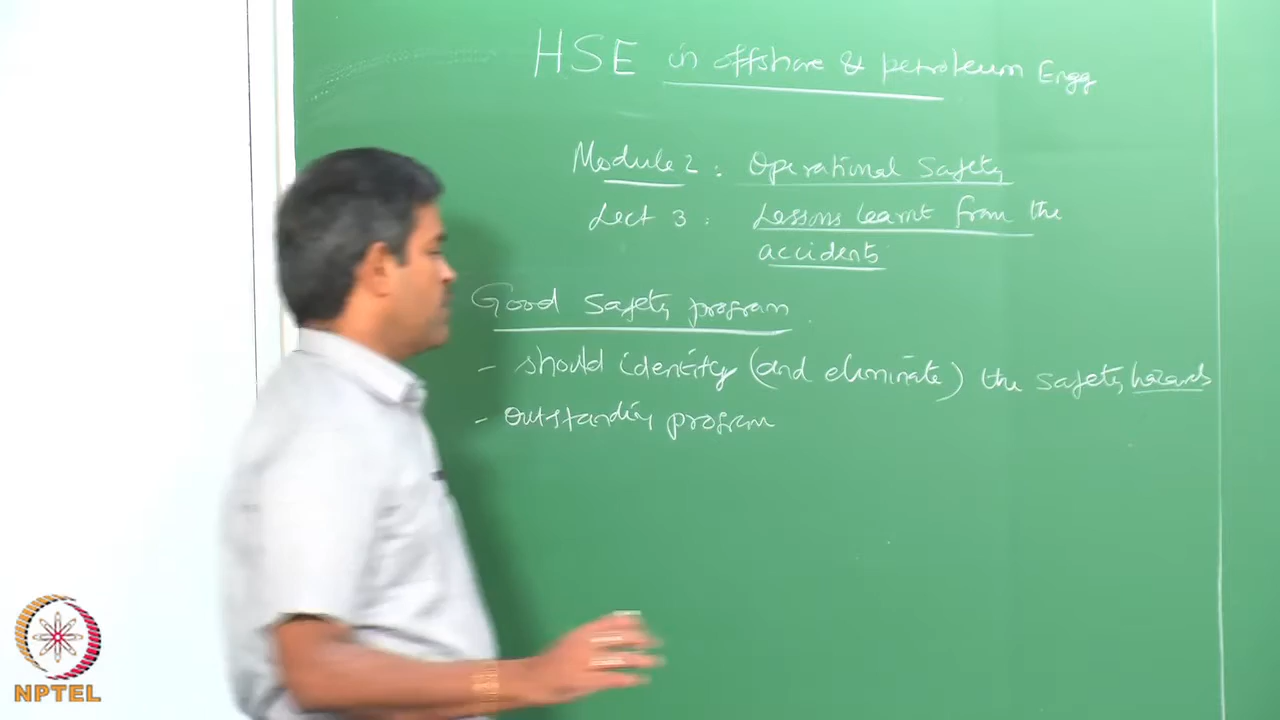 HSE in offshore & petroleum Engg
Module 2 : Operational Safety
Lect 3 : Lessons learnt from the
accidents
Good Safety program
- should identify (and eliminate) the safety hazards
- outstanding program
NPTEL